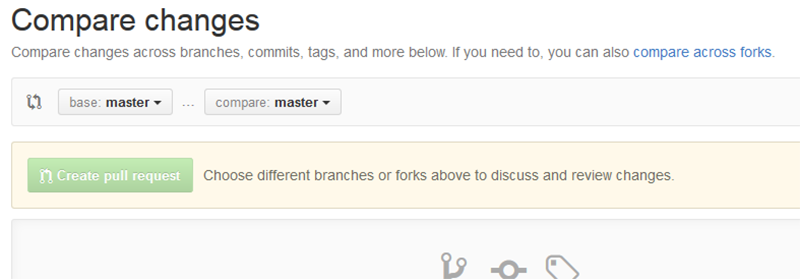 Compare changes
Compare changes across branches, commits, tags, and more below. If you need to, you can also compare across forks.
base: master ... compare: master
Create pull request Choose different branches or forks above to discuss and review changes.